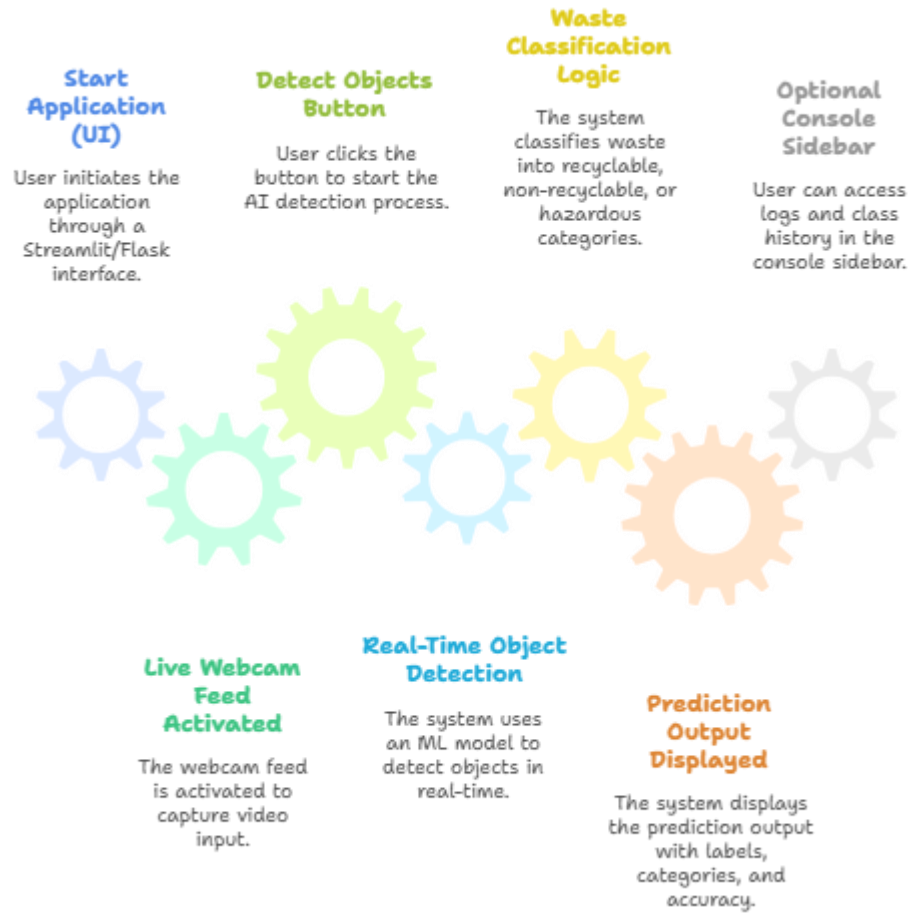 Start
Application
(UI)
User initiates the
application
through a
Streamlit/Flask
interface.
Live Webcam
Feed
Activated
The webcam feed
is activated to
capture video
input.
Detect Objects
Button
User clicks the
button to start the
AI detection process.
Real-Time Object
Detection
The system uses
an ML model to
detect objects in
real-time.
Waste
Classification
Logic
The system
classifies waste
into recyclable,
non-recyclable, or
hazardous
categories.
Prediction
Output
Displayed
The system displays
the prediction output
with labels,
categories, and
accuracy.
Optional
Console
Sidebar
User can access
logs and class
history in the
console sidebar.